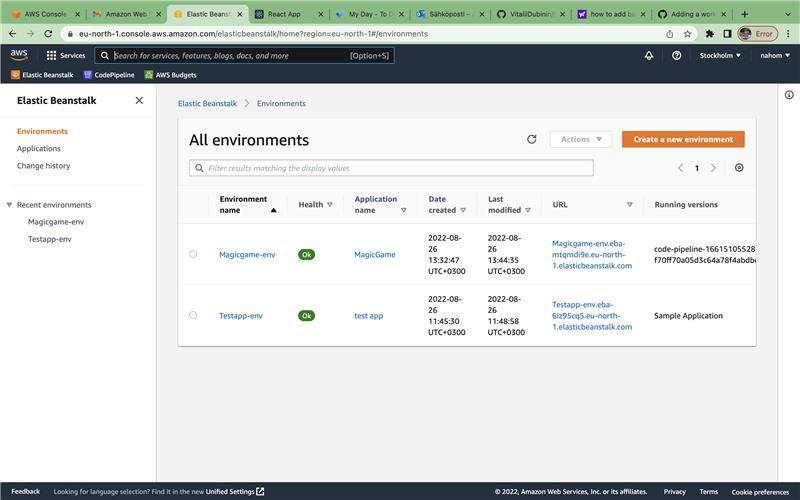 AWS Console
Amazon Web S
Elastic Beanst
React App
My Day - To D
Sähköposti - A
VitaliiDubinin/
how to add ba
Adding a work
eu-north-1.console.aws.amazon.com/elasticbeanstalk/home?region=eu-north-1#/environments
Error
aws
Services
Search for services, features, blogs, docs, and more
[Option+S]
Stockholm
nahom
Elastic Beanstalk
CodePipeline
AWS Budgets
Elastic Beanstalk
Environments
Applications
Change history
Recent environments
Magicgame-env
Testapp-env
Elastic Beanstalk
Environments
All environments
Actions
Create a new environment
Filter results matching the display values
1
Environment
name
Health
Application
name
Date
created
Last
modified
URL
Running versions
Magicgame-env
Ok
MagicGame
2022-08-
26
13:32:47
UTC+0300
2022-08-
26
13:44:35
UTC+0300
Magicgame-env.eba-
mtqmdi9e.eu-north-
1.elasticbeanstalk.com
code-pipeline-16615105528
f70ff70a05d3c64a78f4abdb
Testapp-env
Ok
test app
2022-08-
26
11:45:30
UTC+0300
2022-08-
26
11:48:58
UTC+0300
Testapp-env.eba-
6iz95cq5.eu-north-
1.elasticbeanstalk.com
Sample Application
Feedback
Looking for language selection? Find it in the new Unified Settings
© 2022, Amazon Web Services, Inc. or its affiliates.
Privacy
Terms
Cookie preferences